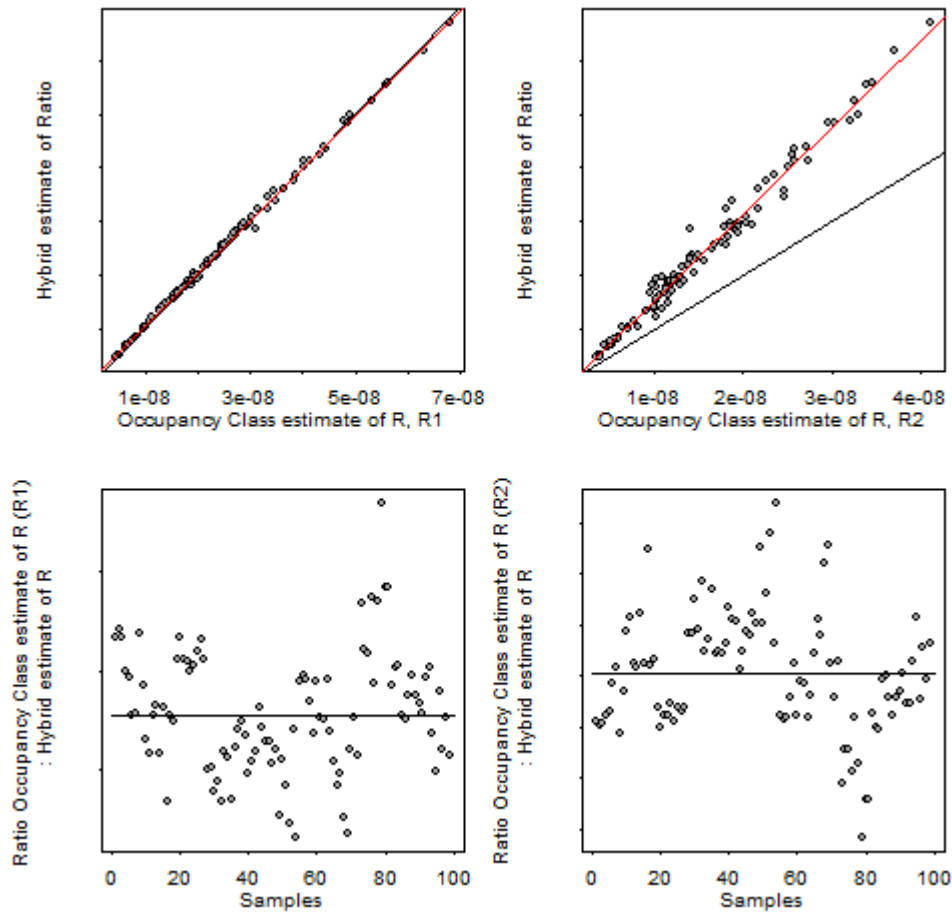 Hybrid estimate of Ratio
1e-08 3e-08 5e-08 7e-08
Occupancy Class estimate of R, R1
Hybrid estimate of Ratio
1e-08 2e-08 3e-08 4e-08
Occupancy Class estimate of R, R2
Ratio Occupancy Class estimate of R (R1)
: Hybrid estimate of R
0 20 40 60 80 100
Samples
Ratio Occupancy Class estimate of R (R2)
: Hybrid estimate of R
0 20 40 60 80 100
Samples